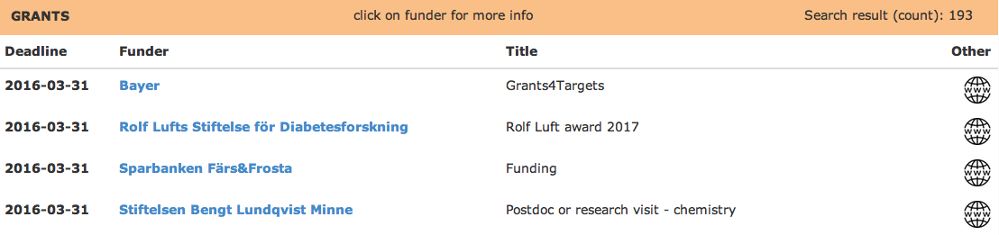 GRANTS click on funder for more info Search result (count): 193
Deadline Funder Title Other
2016-03-31 Bayer Grants4Targets WWW
2016-03-31 Rolf Lufts Stiftelse för Diabetesforskning Rolf Luft award 2017 WWW
2016-03-31 Sparbanken Färs&Frosta Funding WWW
2016-03-31 Stiftelsen Bengt Lundqvist Minne Postdoc or research visit - chemistry WWW